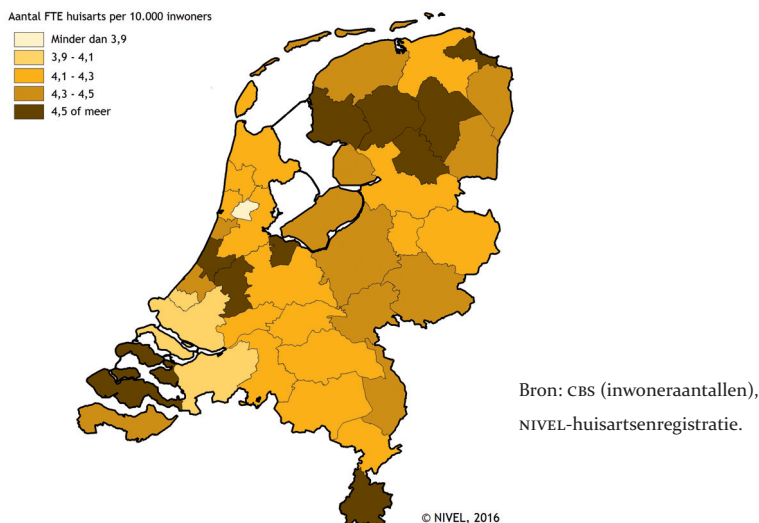 Aantal FTE huisarts per 10.000 inwoners
Minder dan 3,9
3,9 - 4,1
4,1 - 4,3
4,3 - 4,5
4,5 of meer
Bron: CBS (inwoneraantallen),
NIVEL-huisartsenregistratie.
© NIVEL, 2016